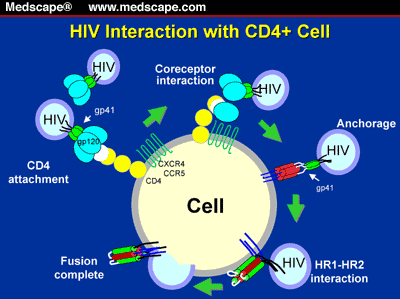 Medscape® www.medscape.com
HIV Interaction with CD4+ Cell
HIV
gp41
HIV
gp120
CD4
attachment
Coreceptor
interaction
HIV
CXCR4
CCR5
CD4
Anchorage
HIV
gp41
Cell
HIV
HR1-HR2
interaction
Fusion
complete